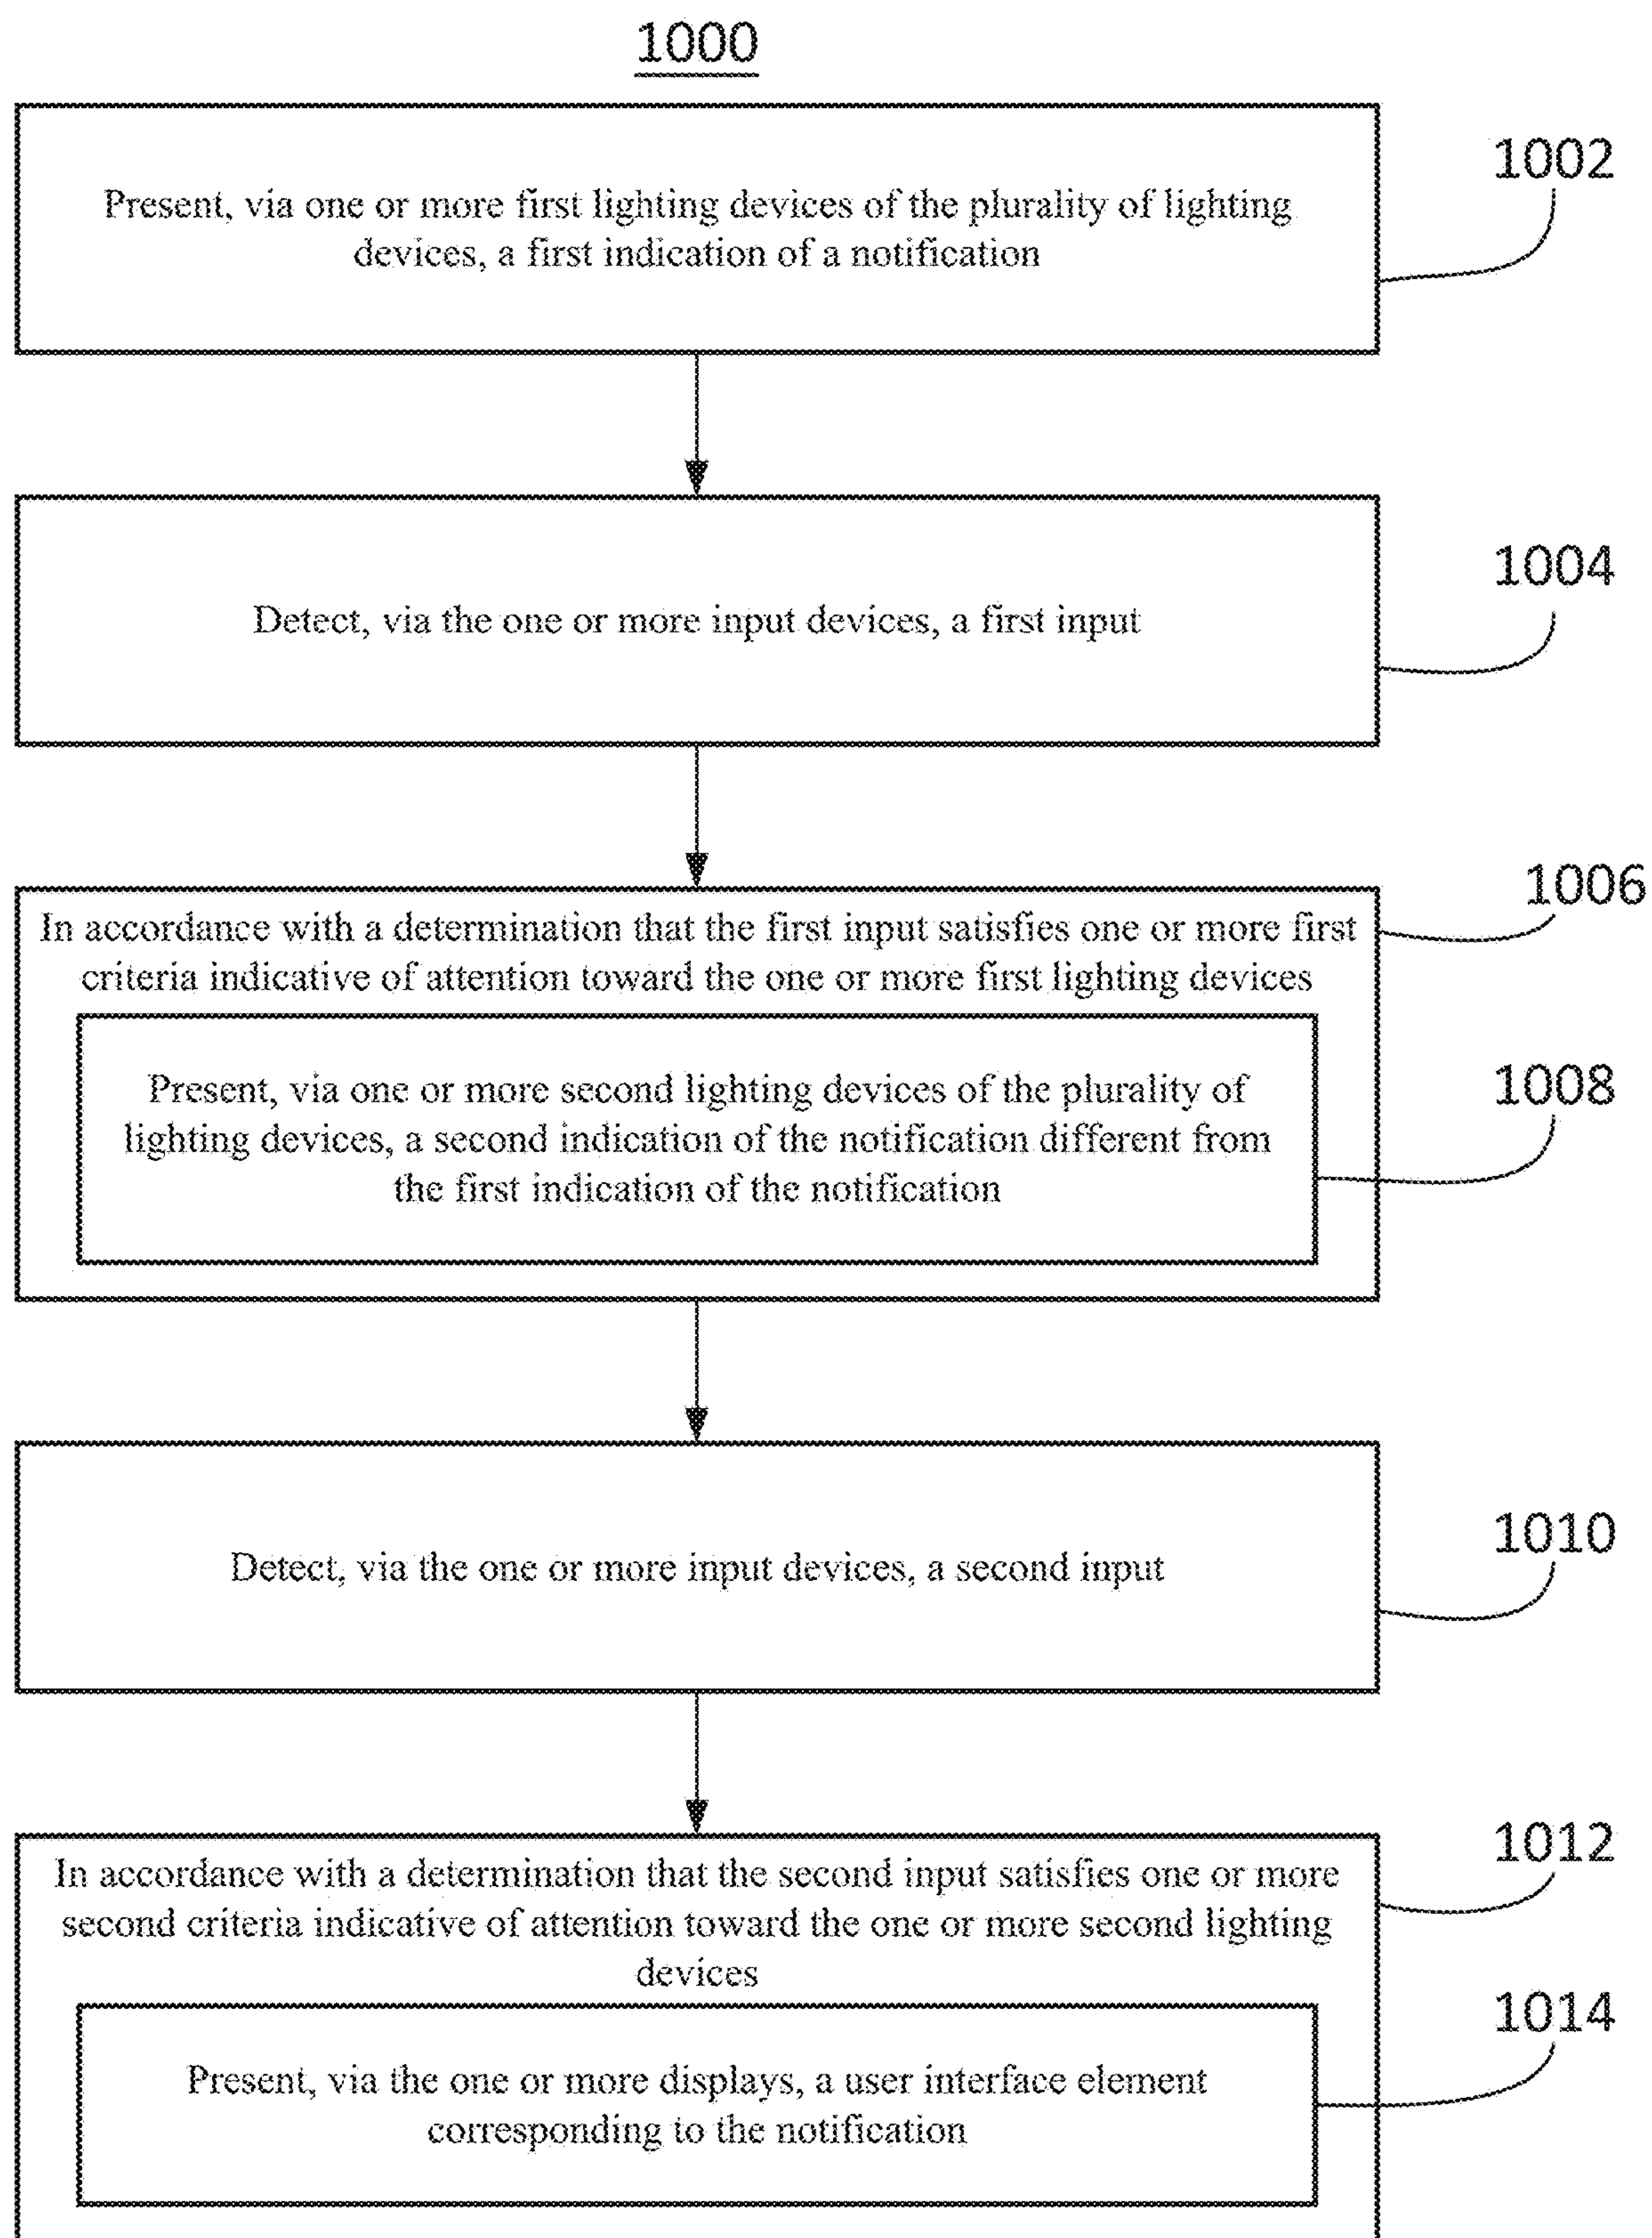 1000
Present, via one or more first lighting devices of the plurality of lighting
devices, a first indication of a notification
1002
Detect, via the one or more input devices, a first input
1004
In accordance with a determination that the first input satisfies one or more first
criteria indicative of attention toward the one or more first lighting devices
1006
Present, via one or more second lighting devices of the plurality of
lighting devices, a second indication of the notification different from
the first indication of the notification
1008
Detect, via the one or more input devices, a second input
1010
In accordance with a determination that the second input satisfies one or more
second criteria indicative of attention toward the one or more second lighting
devices
1012
Present, via the one or more displays, a user interface element
corresponding to the notification
1014